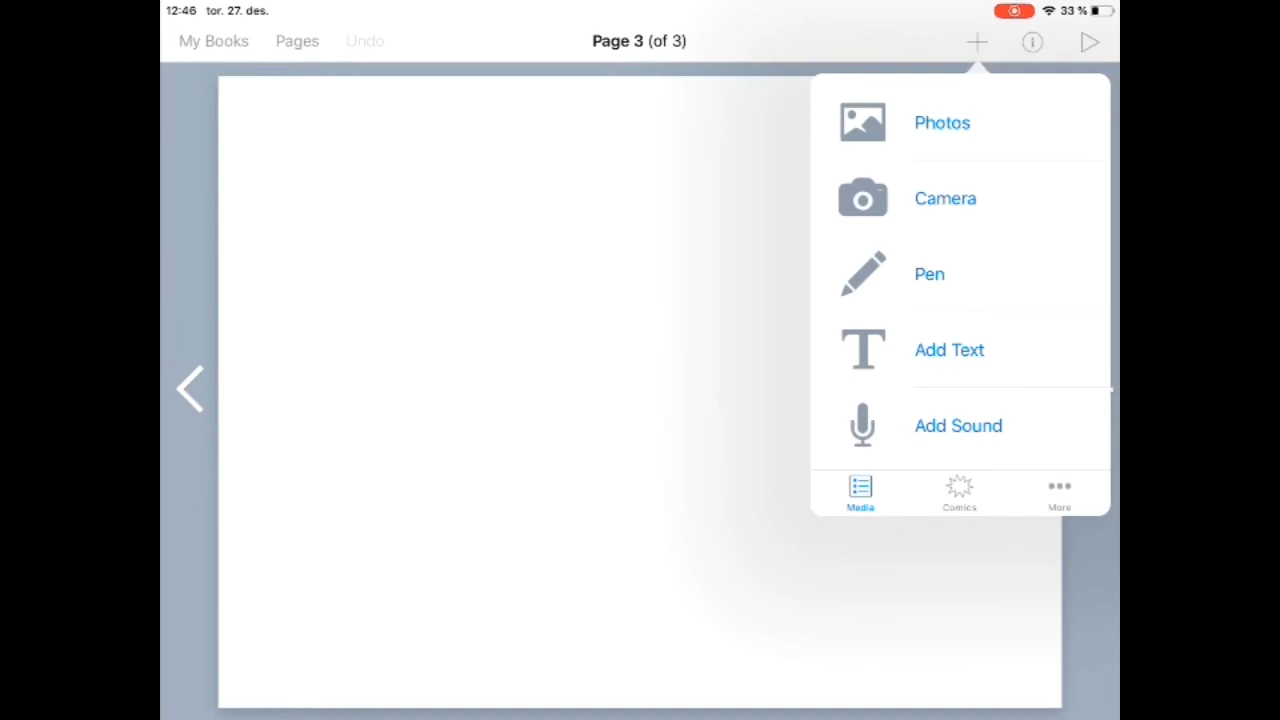 12:46 tor. 27. des. 33 %
My Books Pages Undo Page 3 (of 3)
Photos
Camera
Pen
Add Text
Add Sound
Media Comics More